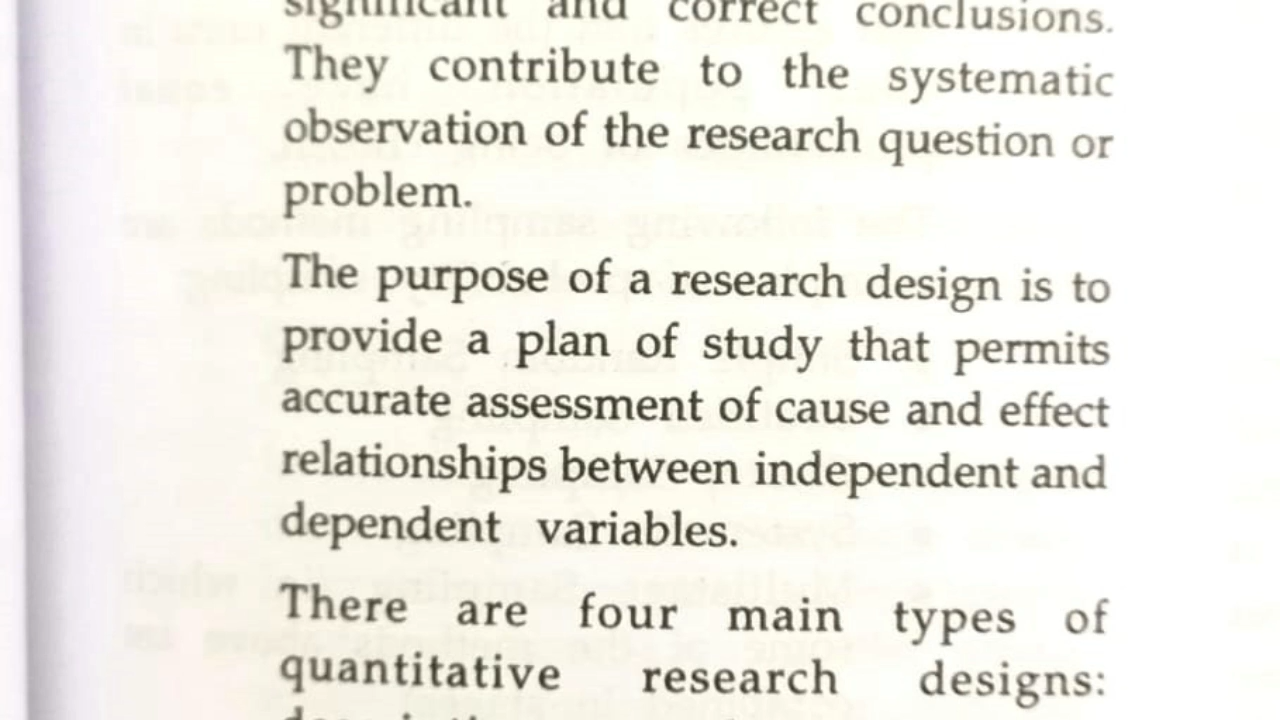 significant and correct conclusions.
They contribute to the systematic
observation of the research question or
problem.
The purpose of a research design is to
provide a plan of study that permits
accurate assessment of cause and effect
relationships between independent and
dependent variables.
There are four main types of
quantitative research designs: